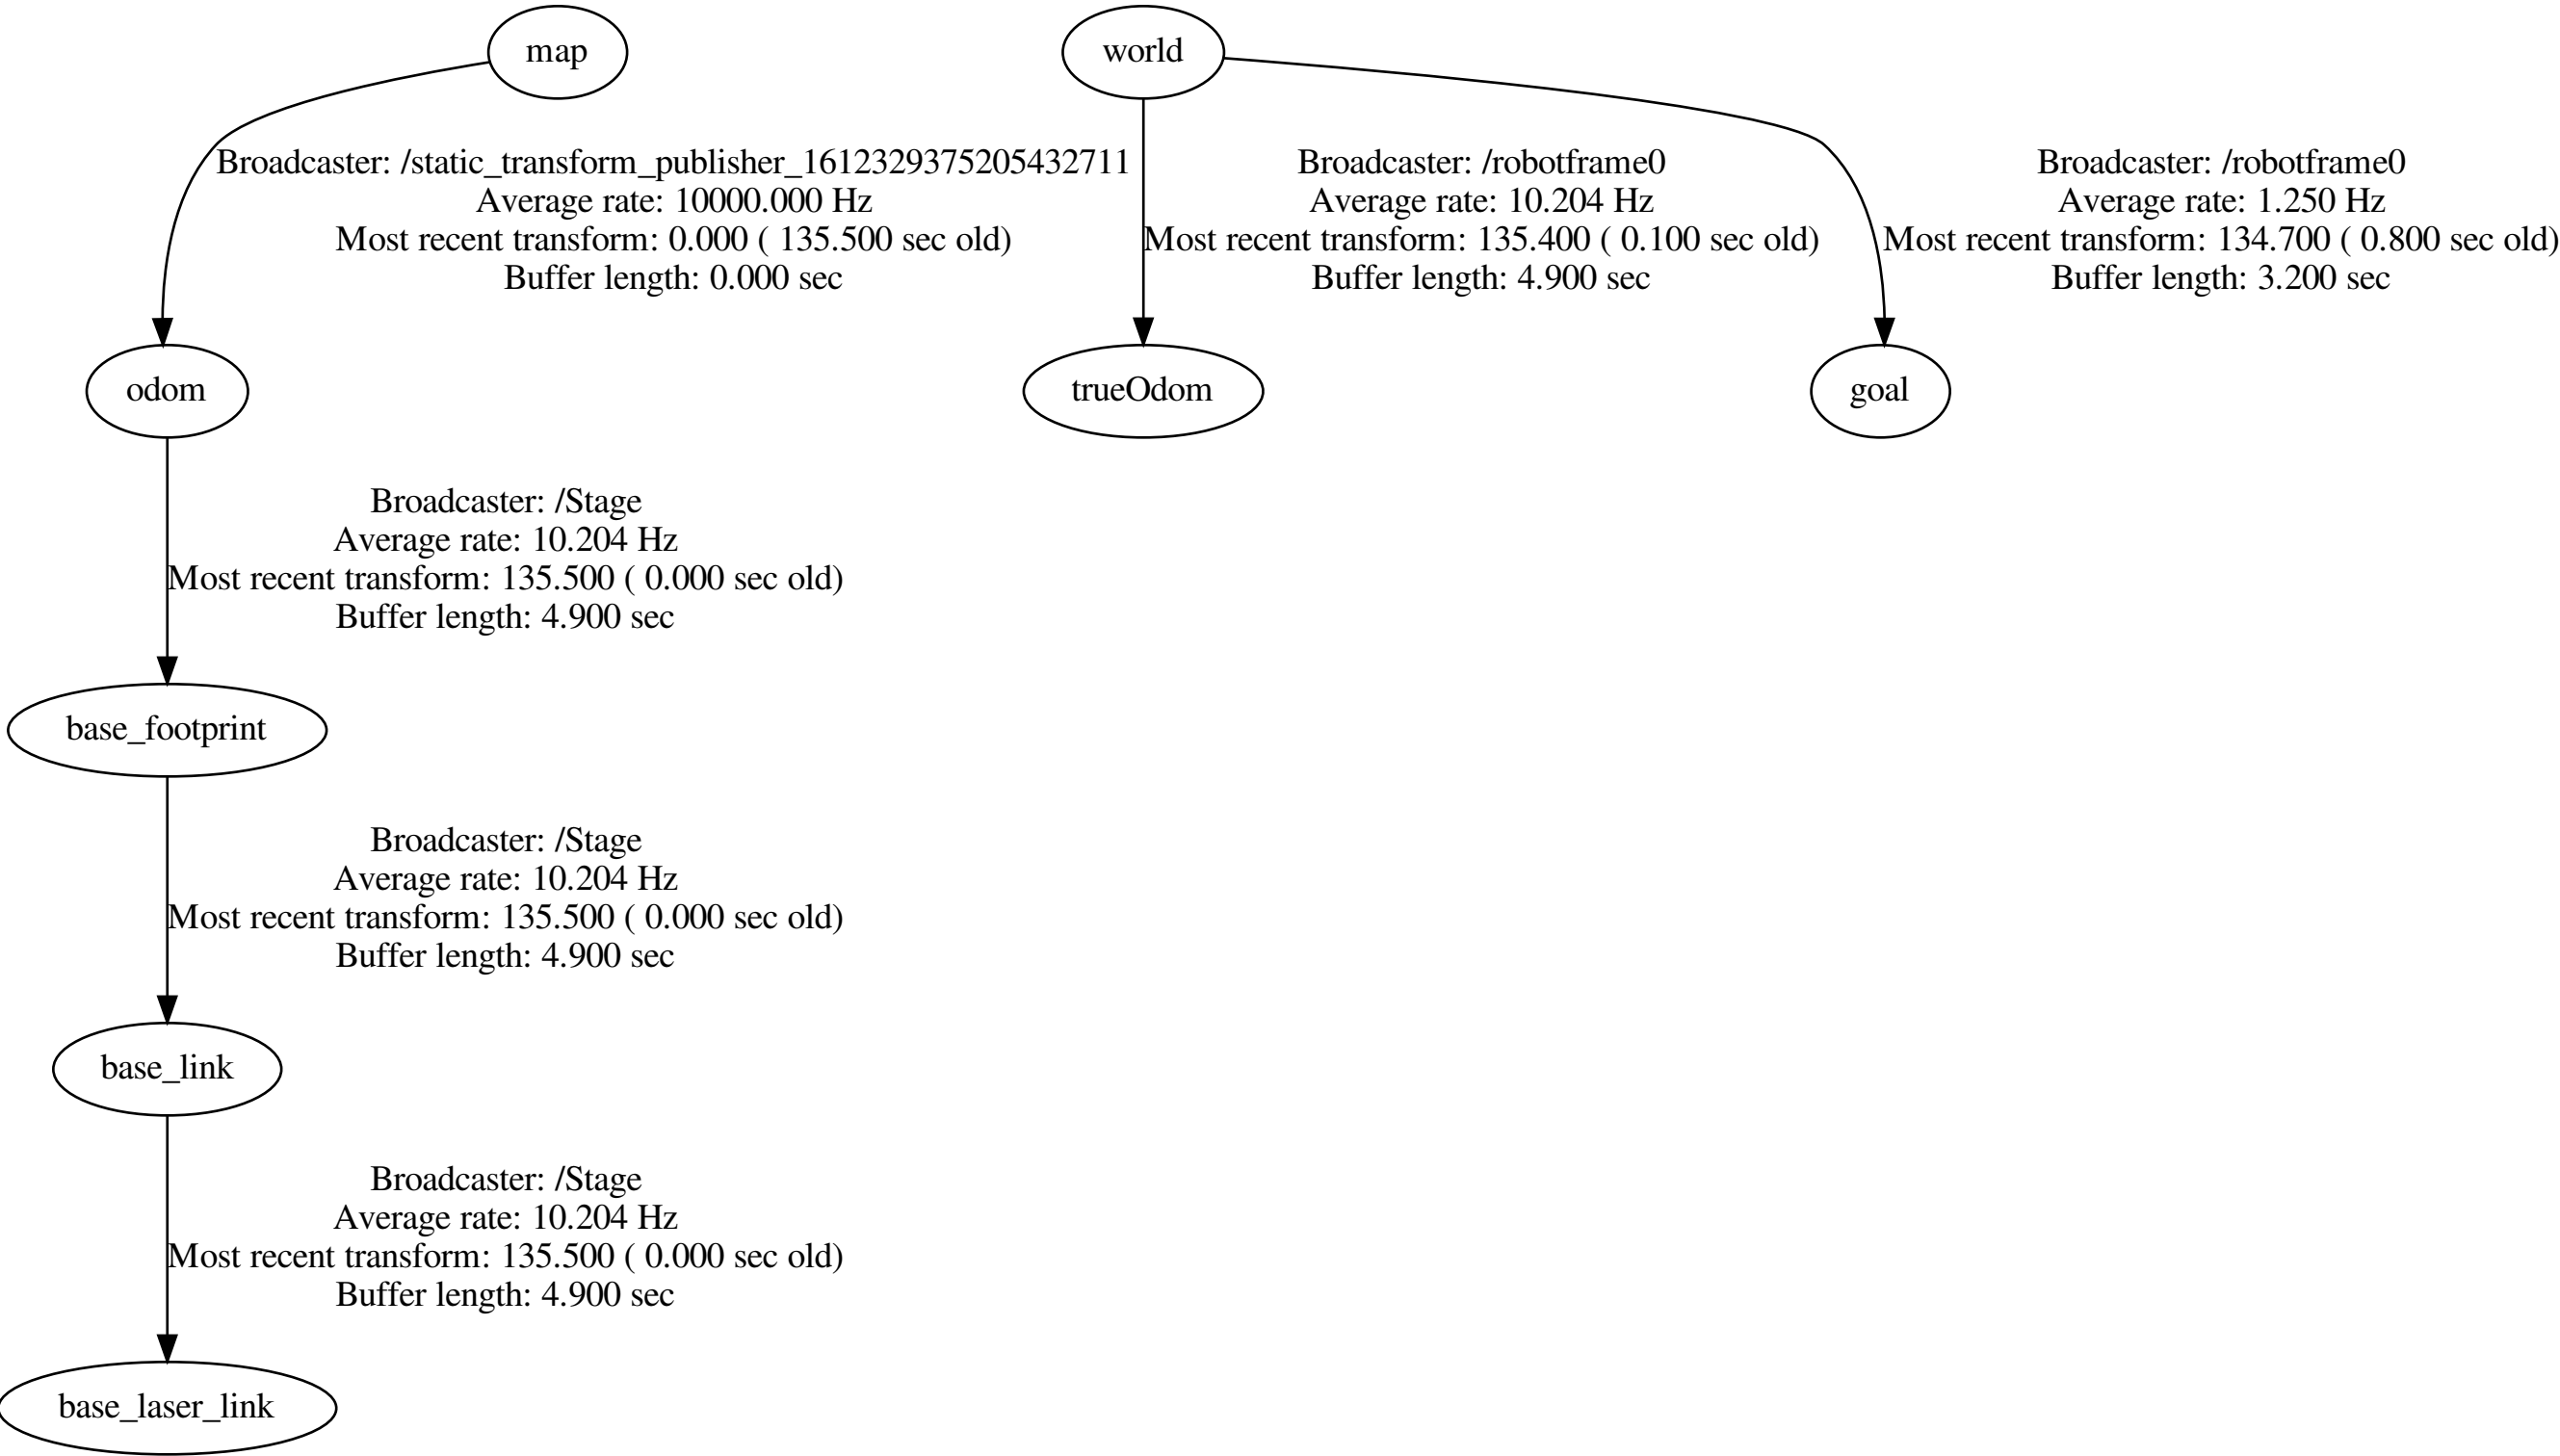 map
world
Broadcaster: /static_transform_publisher_1612329375205432711
Average rate: 10000.000 Hz
Most recent transform: 0.000 ( 135.500 sec old)
Buffer length: 0.000 sec
Broadcaster: /robotframe0
Average rate: 10.204 Hz
Most recent transform: 135.400 ( 0.100 sec old)
Buffer length: 4.900 sec
Broadcaster: /robotframe0
Average rate: 1.250 Hz
Most recent transform: 134.700 ( 0.800 sec old)
Buffer length: 3.200 sec
odom
trueOdom
goal
Broadcaster: /Stage
Average rate: 10.204 Hz
Most recent transform: 135.500 ( 0.000 sec old)
Buffer length: 4.900 sec
base_footprint
Broadcaster: /Stage
Average rate: 10.204 Hz
Most recent transform: 135.500 ( 0.000 sec old)
Buffer length: 4.900 sec
base_link
Broadcaster: /Stage
Average rate: 10.204 Hz
Most recent transform: 135.500 ( 0.000 sec old)
Buffer length: 4.900 sec
base_laser_link